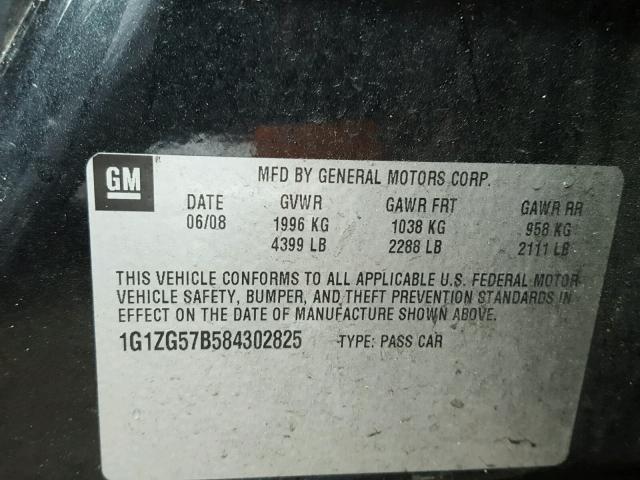 GM MFD BY GENERAL MOTORS CORP.
DATE GVWR GAWR FRT GAWR RR
06/08 1996 KG 1038 KG 958 KG
4399 LB 2288 LB 2111 LB
THIS VEHICLE CONFORMS TO ALL APPLICABLE U.S. FEDERAL MOTOR
VEHICLE SAFETY, BUMPER, AND THEFT PREVENTION STANDARDS IN
EFFECT ON THE DATE OF MANUFACTURE SHOWN ABOVE.
1G1ZG57B584302825 TYPE: PASS CAR